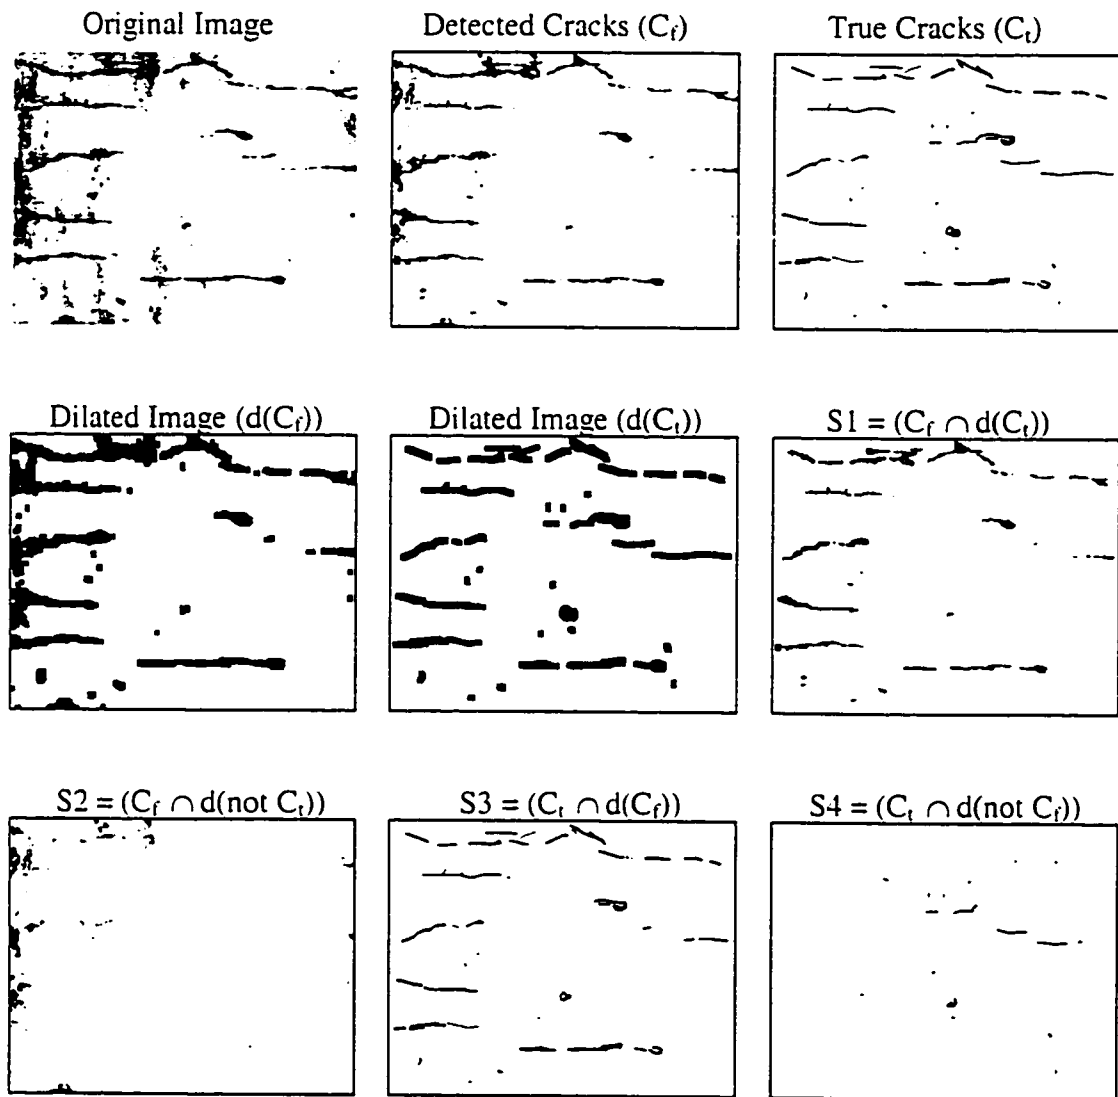 Original Image
Detected Cracks (C_f)
True Cracks (C_t)
Dilated Image (d(C_f))
Dilated Image (d(C_t))
S1 = (C_f ∩ d(C_t))
S2 = (C_f ∩ d(not C_t))
S3 = (C_t ∩ d(C_f))
S4 = (C_t ∩ d(not C_f))